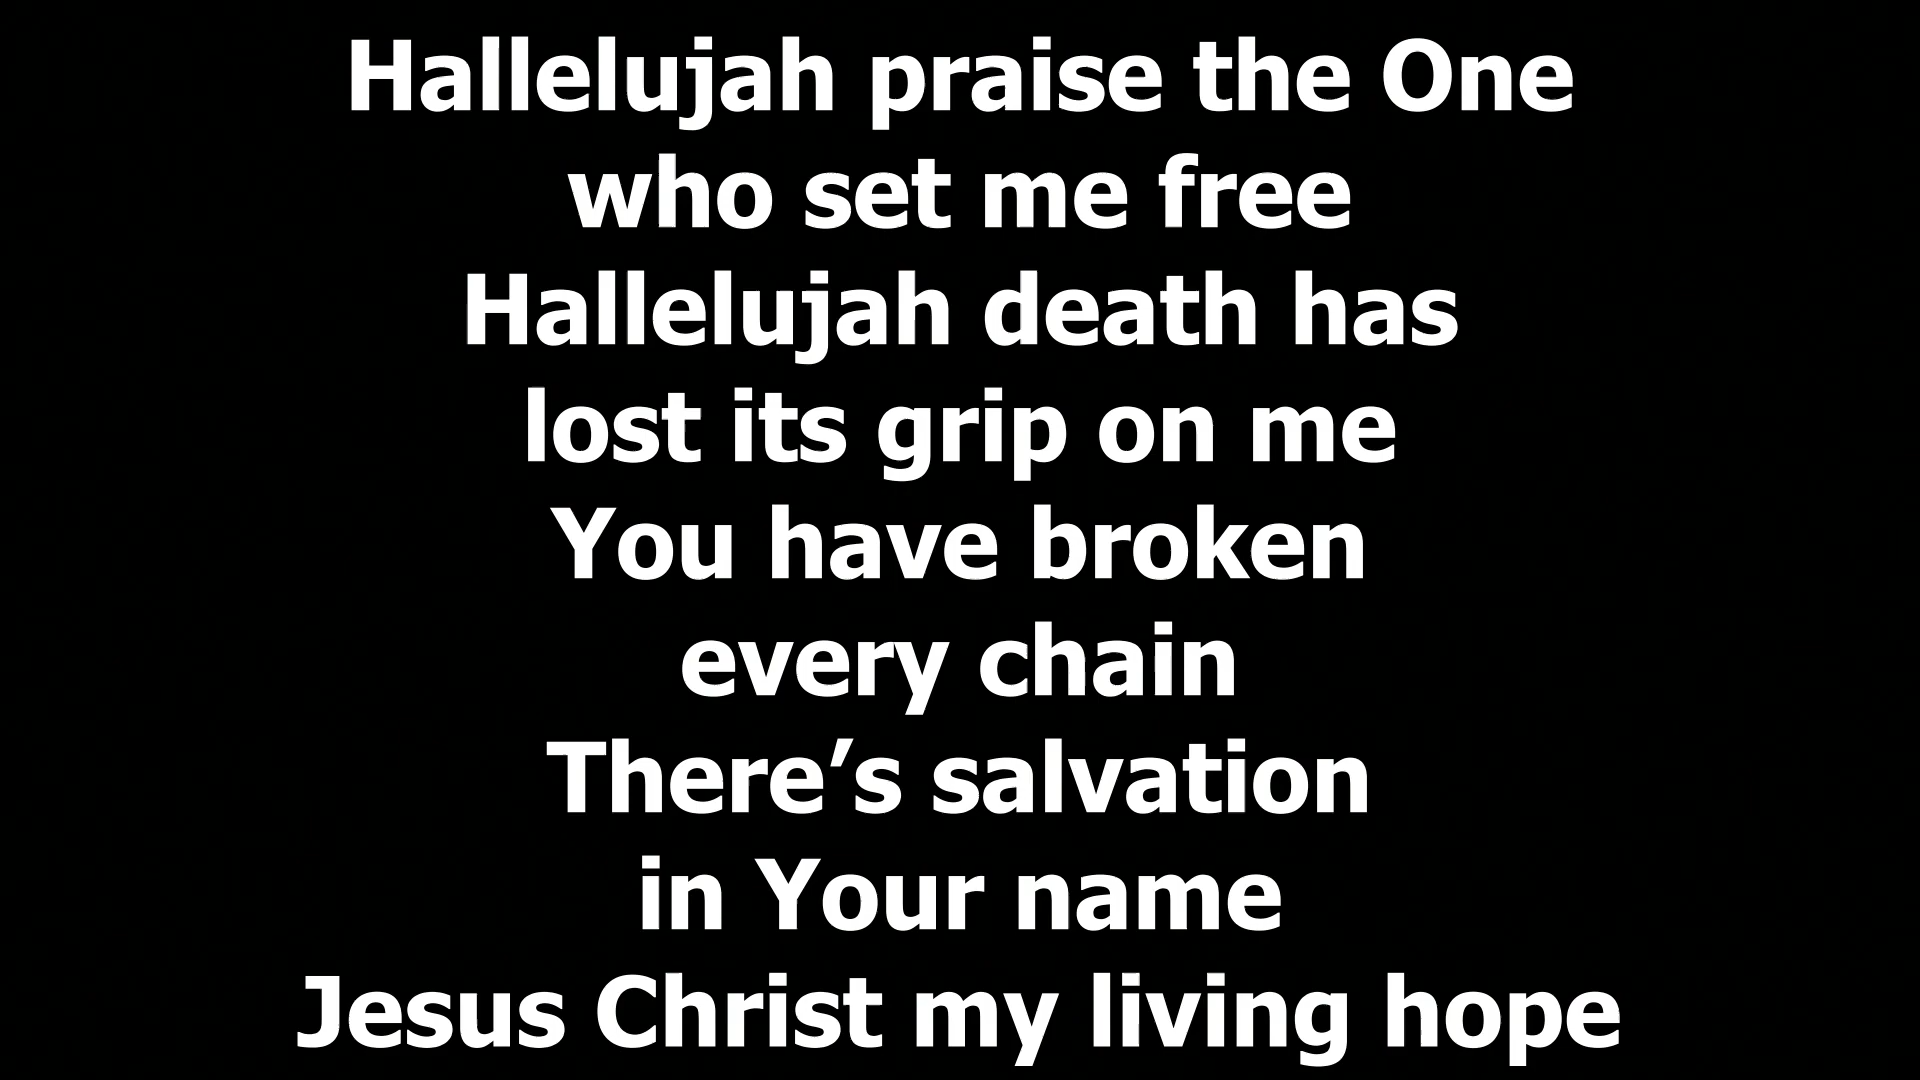 Hallelujah praise the One
who set me free
Hallelujah death has
lost its grip on me
You have broken
every chain
There’s salvation
in Your name
Jesus Christ my living hope